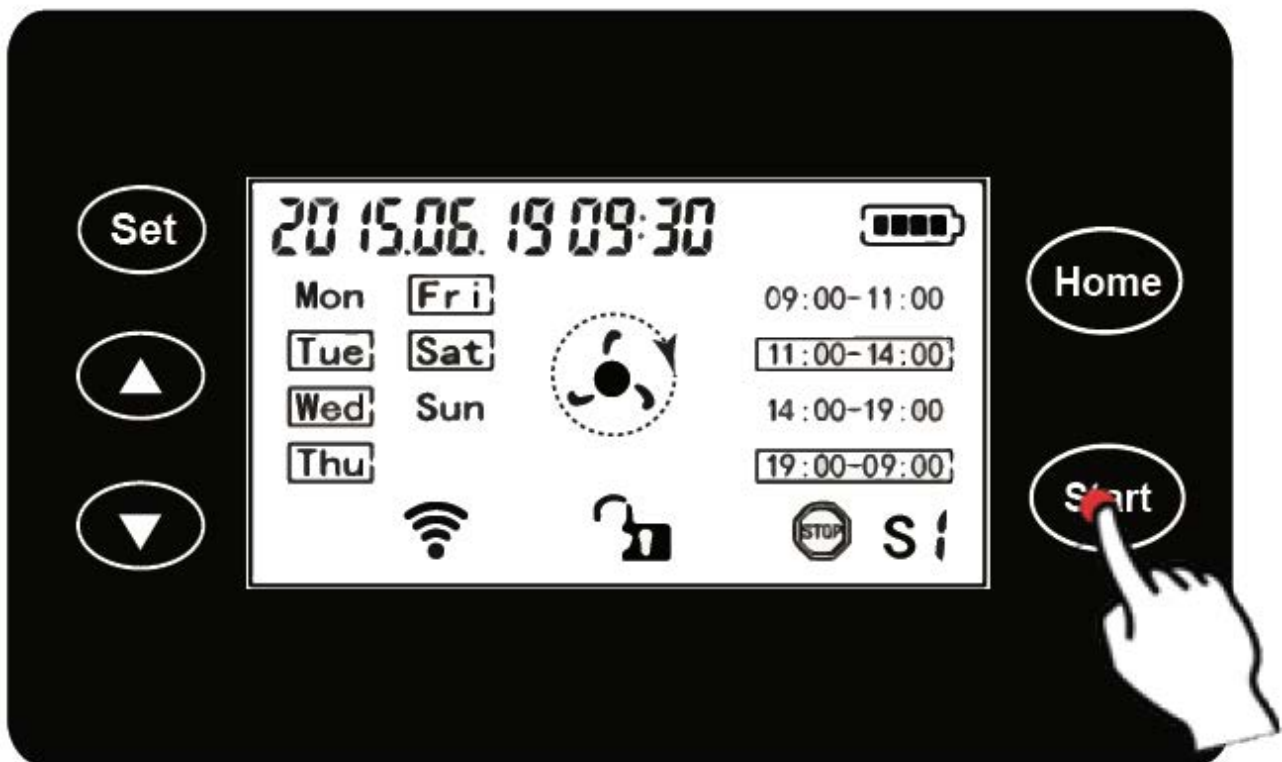 Set
2015.06.19 09:30
Home
Mon Fri 09:00-11:00
Tue Sat 11:00-14:00
Wed Sun 14:00-19:00
Thu 19:00-09:00
Start
STOP S1